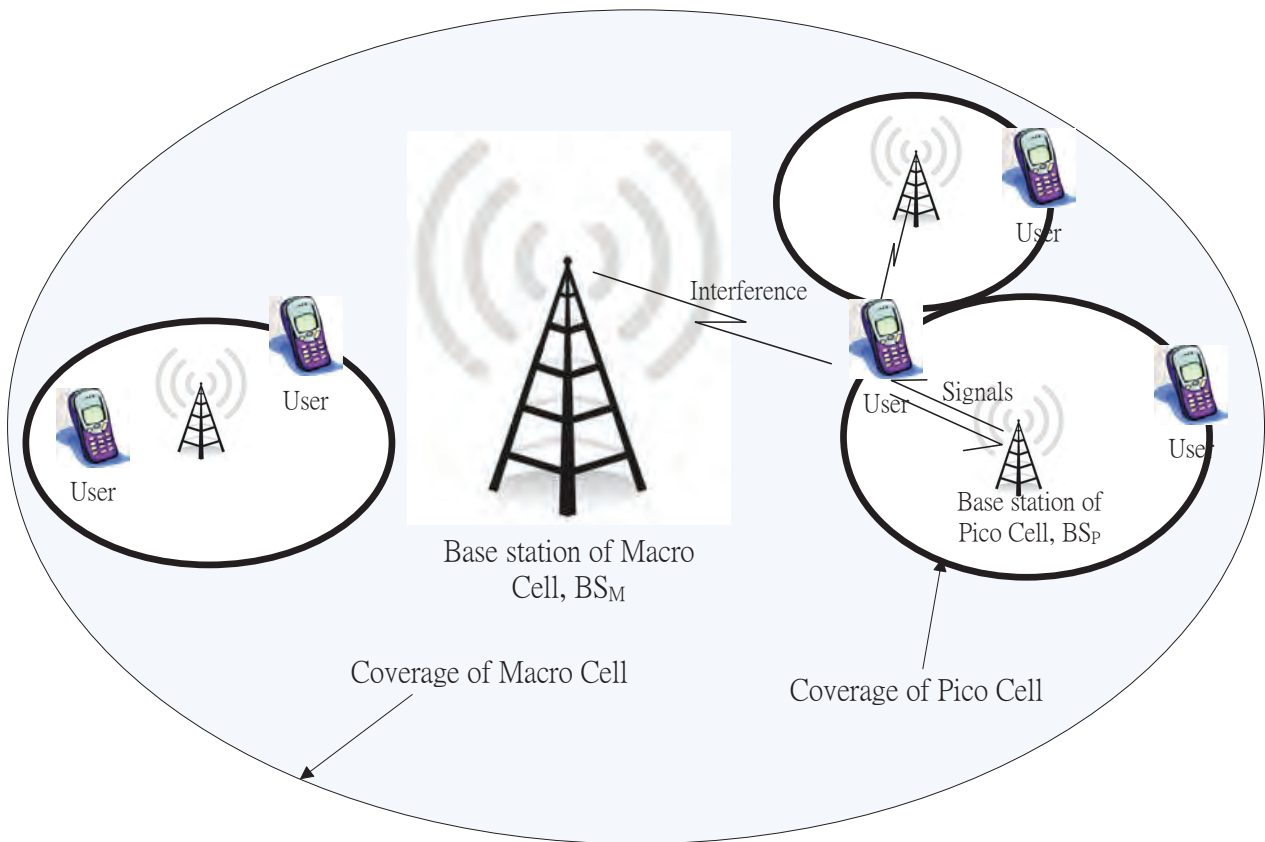 User
Interference
User
User
User
Signals
User
User
Base station of
Pico Cell, BSP
Base station of Macro
Cell, BSM
Coverage of Macro Cell
Coverage of Pico Cell